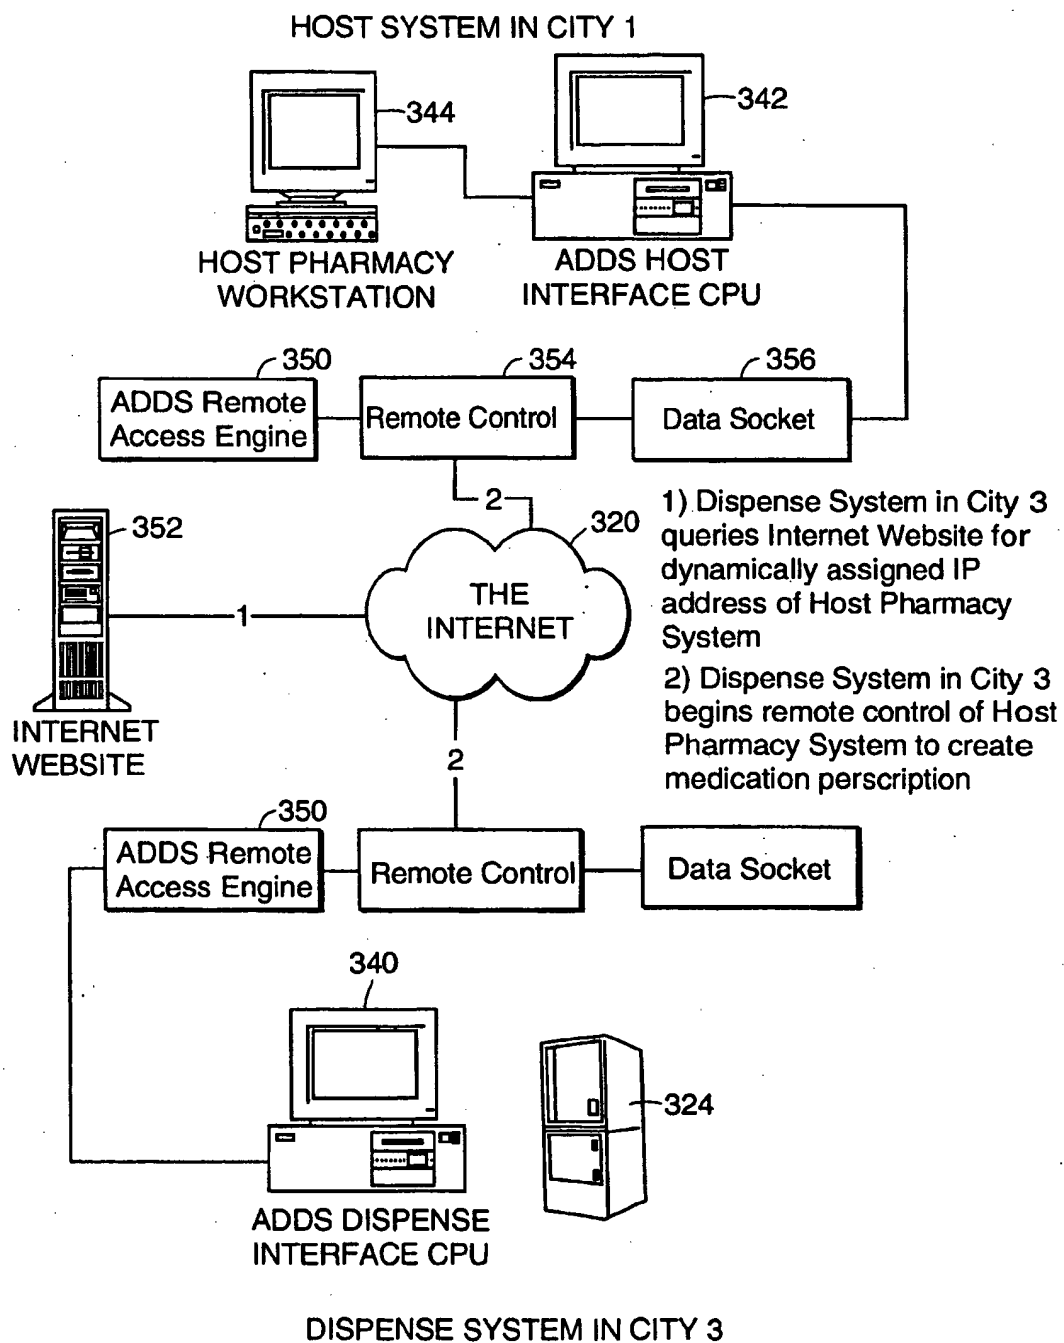 HOST SYSTEM IN CITY 1
344
342
HOST PHARMACY
WORKSTATION
ADDS HOST
INTERFACE CPU
350
354
356
ADDS Remote
Access Engine
Remote Control
Data Socket
2
352
320
1) Dispense System in City 3
queries Internet Website for
dynamically assigned IP
address of Host Pharmacy
System
THE
INTERNET
1
2) Dispense System in City 3
begins remote control of Host
Pharmacy System to create
medication perscription
INTERNET
WEBSITE
2
350
ADDS Remote
Access Engine
Remote Control
Data Socket
340
324
ADDS DISPENSE
INTERFACE CPU
DISPENSE SYSTEM IN CITY 3